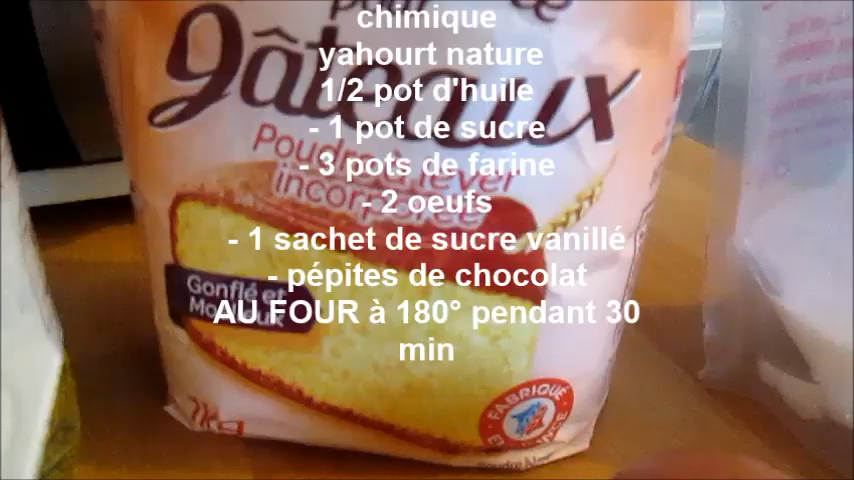 chimique
yahourt nature
1/2 pot d'huile
- 1 pot de sucre
- 3 pots de farine
- 2 oeufs
- 1 sachet de sucre vanillé
- pépites de chocolat
AU FOUR à 180° pendant 30
min
gâteaux
Poudre à lever
incorporée
Gonflé et
Moelleux
1kg
FABRIQUÉ
FRANCE